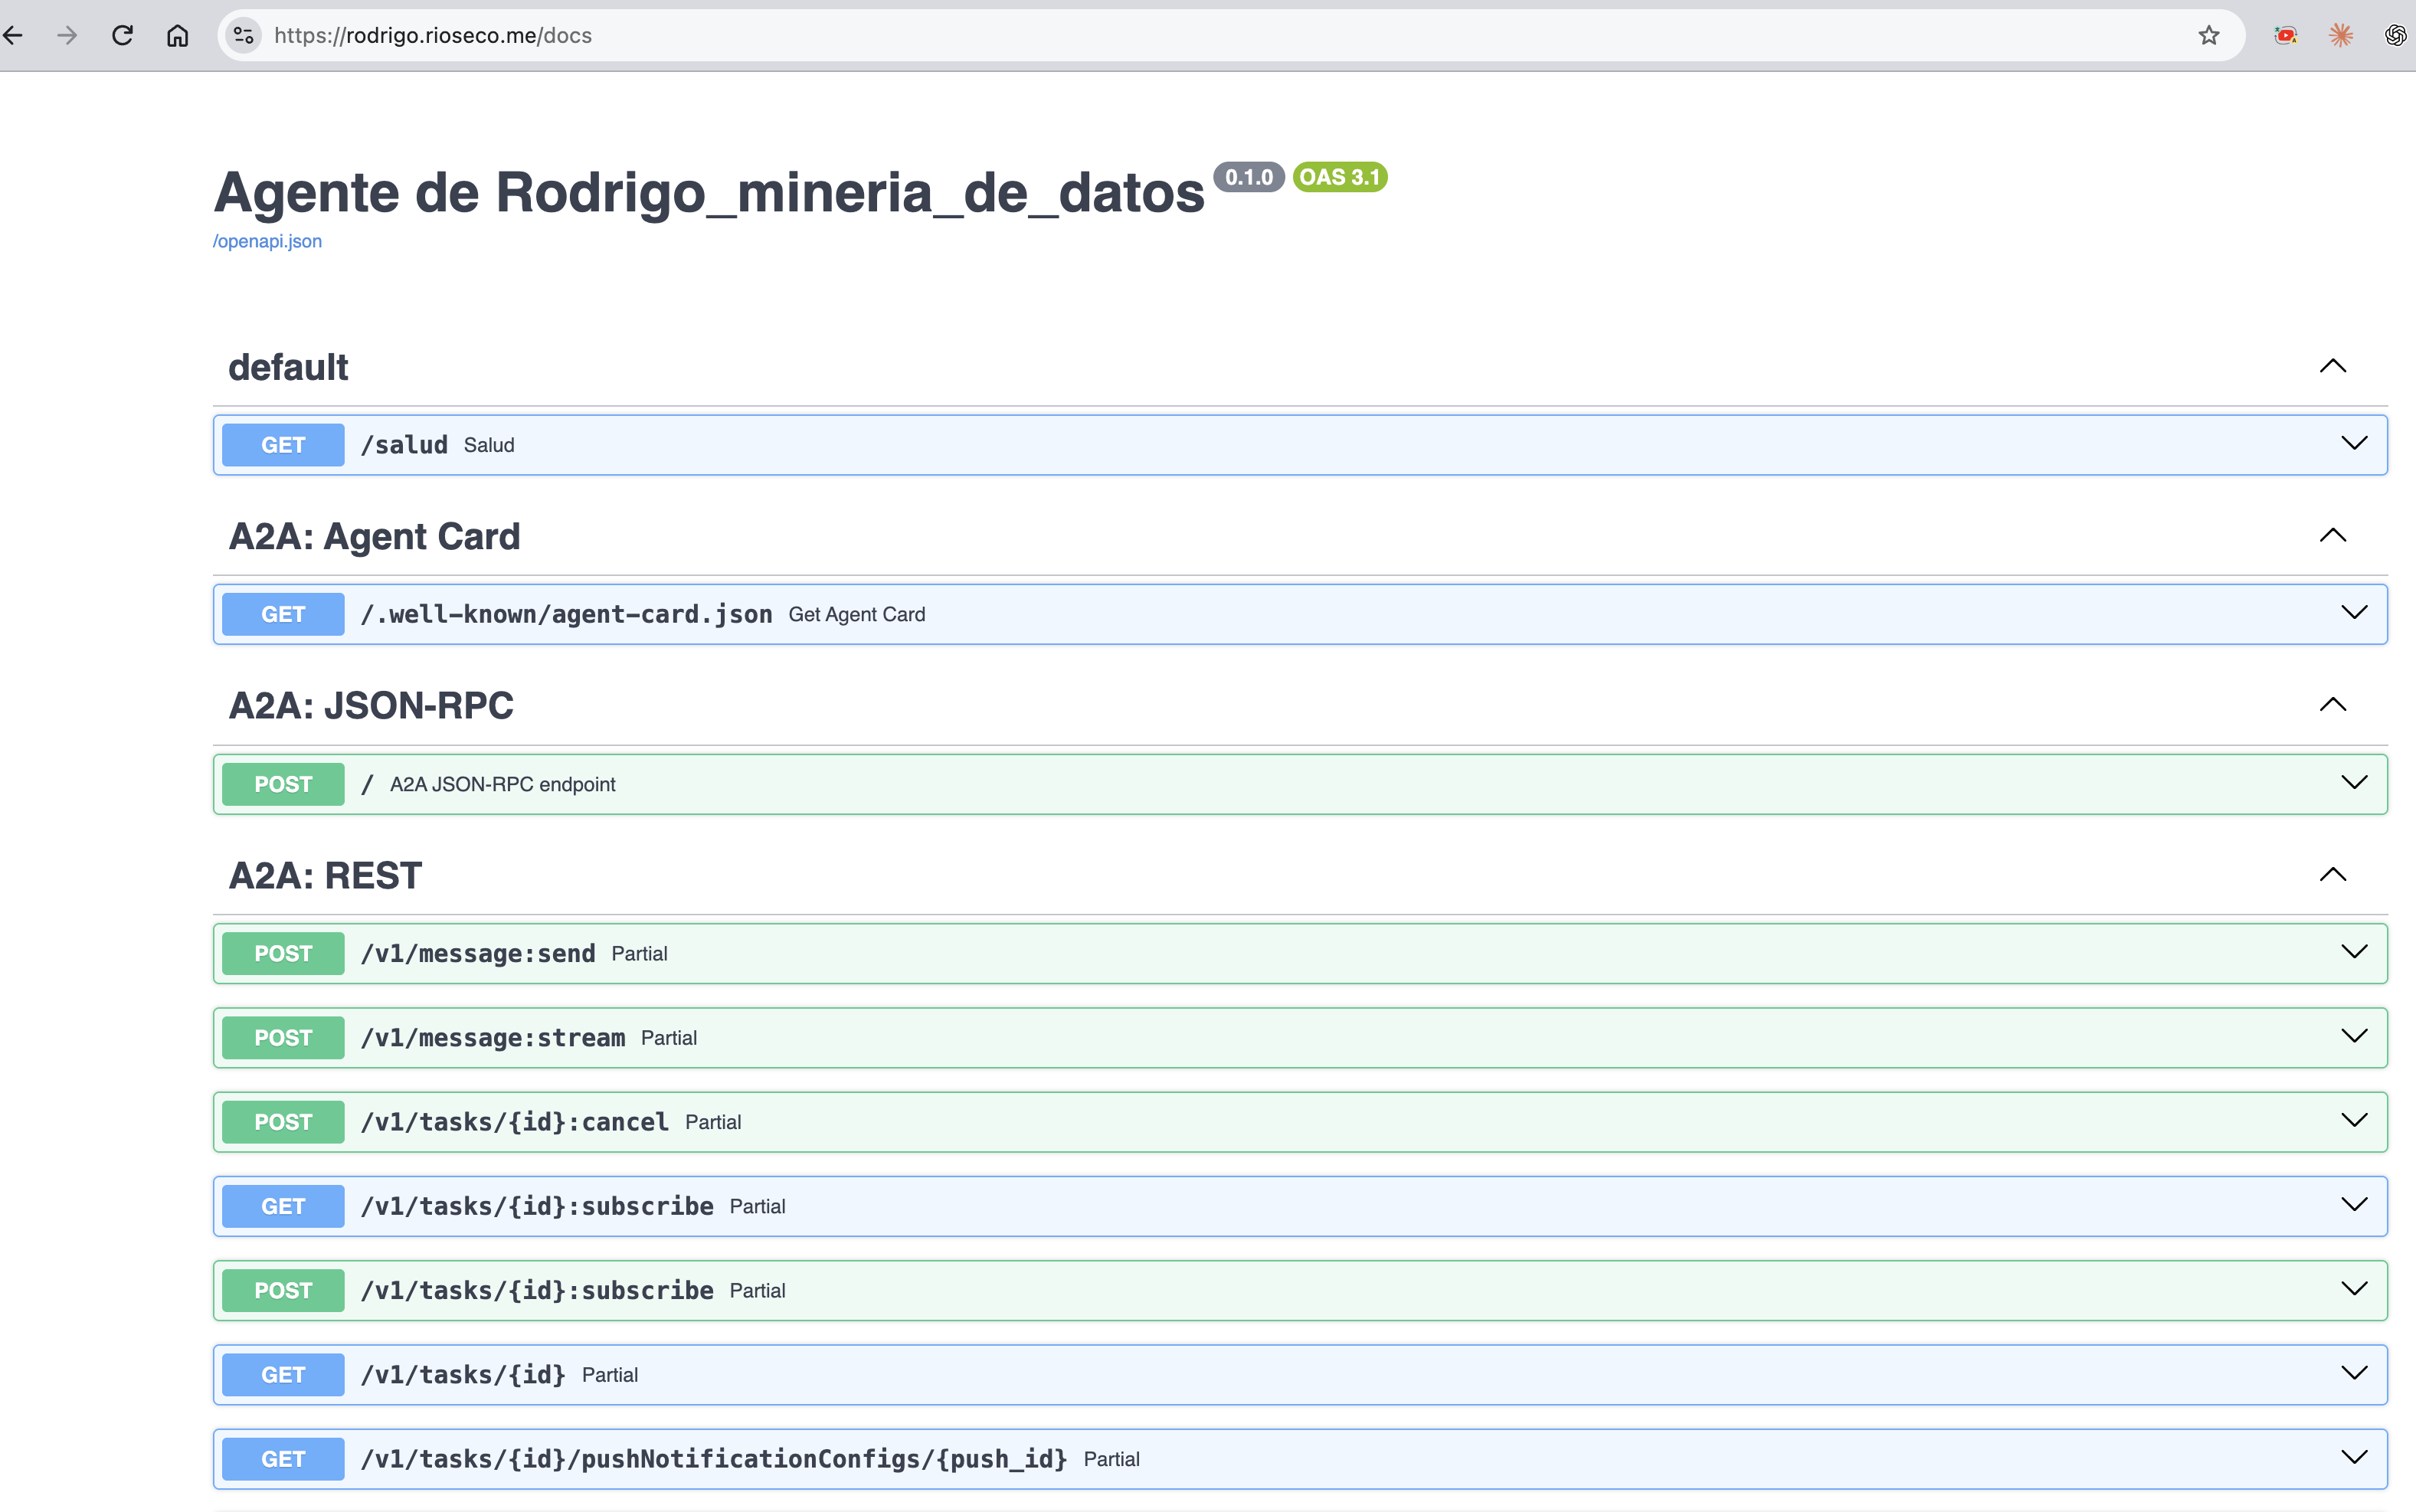 https://rodrigo.rioseco.me/docs
Agente de Rodrigo_mineria_de_datos 0.1.0 OAS 3.1
/openapi.json
default
GET /salud Salud
A2A: Agent Card
GET /.well-known/agent-card.json Get Agent Card
A2A: JSON-RPC
POST / A2A JSON-RPC endpoint
A2A: REST
POST /v1/message:send Partial
POST /v1/message:stream Partial
POST /v1/tasks/{id}:cancel Partial
GET /v1/tasks/{id}:subscribe Partial
POST /v1/tasks/{id}:subscribe Partial
GET /v1/tasks/{id} Partial
GET /v1/tasks/{id}/pushNotificationConfigs/{push_id} Partial